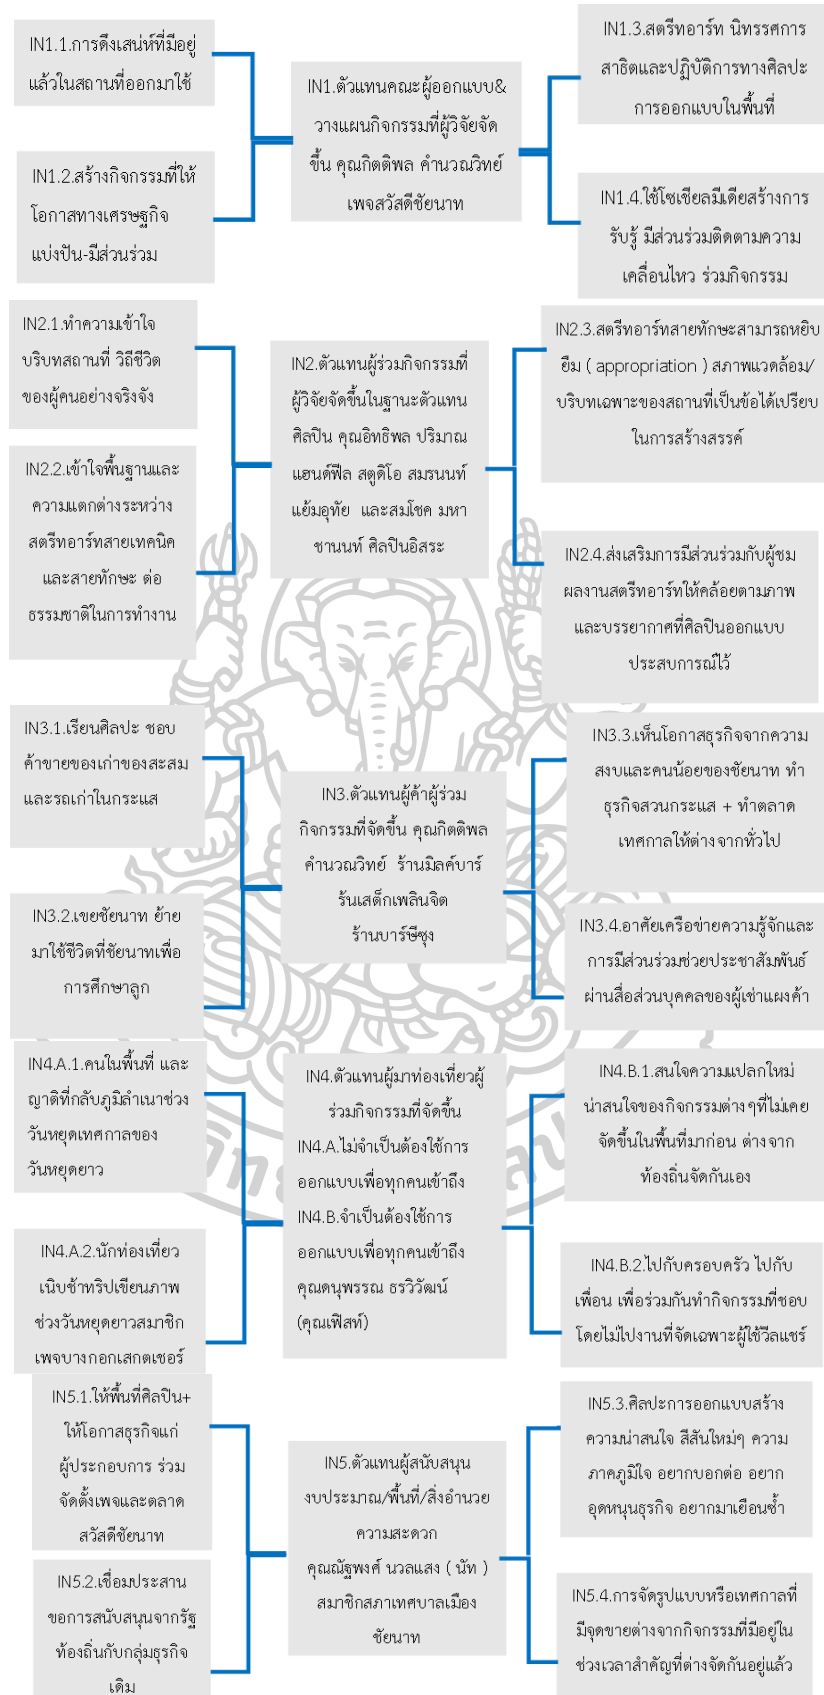 IN1.1.การดึงเสน่ห์ที่มีอยู่
แล้วในสถานที่ออกมาใช้
IN1.2.สร้างกิจกรรมที่ให้
โอกาสทางเศรษฐกิจ
แบ่งปัน-มีส่วนร่วม
IN1.ตัวแทนคณะผู้ออกแบบ&
วางแผนกิจกรรมที่ผู้วิจัยจัด
ขึ้น คุณกิตติพล คำนวณวิทย์
เพจสวัสดีชัยนาท
IN1.3.สตรีทอาร์ท นิทรรศการ
สาธิตและปฏิบัติการทางศิลปะ
การออกแบบในพื้นที่
IN1.4.ใช้โซเชียลมีเดียสร้างการ
รับรู้ มีส่วนร่วมติดตามความ
เคลื่อนไหว ร่วมกิจกรรม
IN2.1.ทำความเข้าใจ
บริบทสถานที่ วิถีชีวิต
ของผู้คนอย่างจริงจัง
IN2.2.เข้าใจพื้นฐานและ
ความแตกต่างระหว่าง
สตรีทอาร์ทสายเทคนิค
และสายทักษะ ต่อ
ธรรมชาติในการทำงาน
IN2.ตัวแทนผู้ร่วมกิจกรรมที่
ผู้วิจัยจัดขึ้นในฐานะตัวแทน
ศิลปิน คุณอิทธิพล ปริมาณ
แฮนด์ฟีล สตูดิโอ สมรนนท์
แย้มอุทัย และสมโชค มหา
ชานนท์ ศิลปินอิสระ
IN2.3.สตรีทอาร์ทสายทักษะสามารถหยิบ
ยืม ( appropriation ) สภาพแวดล้อม/
บริบทเฉพาะของสถานที่เป็นข้อได้เปรียบ
ในการสร้างสรรค์
IN2.4.ส่งเสริมการมีส่วนร่วมกับผู้ชม
ผลงานสตรีทอาร์ทให้คล้อยตามภาพ
และบรรยากาศที่ศิลปินออกแบบ
ประสบการณ์ไว้
IN3.1.เรียนศิลปะ ชอบ
ค้าขายของเก่าของสะสม
และรถเก่าในกระแส
IN3.2.เขยชัยนาท ย้าย
มาใช้ชีวิตที่ชัยนาทเพื่อ
การศึกษาลูก
IN3.ตัวแทนผู้ค้าผู้ร่วม
กิจกรรมที่จัดขึ้น คุณกิตติพล
คำนวณวิทย์ ร้านมิลค์บาร์
ร้นเสต็กเพลินจิต
ร้านบาร์ษีซุง
IN3.3.เห็นโอกาสธุรกิจจากความ
สงบและคนน้อยของชัยนาท ทำ
ธุรกิจสวนกระแส + ทำตลาด
เทศกาลให้ต่างจากทั่วไป
IN3.4.อาศัยเครือข่ายความรู้จักและ
การมีส่วนร่วมช่วยประชาสัมพันธ์
ผ่านสื่อส่วนบุคคลของผู้เช่าแผงค้า
IN4.A.1.คนในพื้นที่ และ
ญาติที่กลับภูมิลำเนาช่วง
วันหยุดเทศกาลของ
วันหยุดยาว
IN4.A.2.นักท่องเที่ยว
เนิบช้าทริปเขียนภาพ
ช่วงวันหยุดยาวสมาชิก
เพจบางกอกเสกตเชอร์
IN4.ตัวแทนผู้มาท่องเที่ยวผู้
ร่วมกิจกรรมที่จัดขึ้น
IN4.A.ไม่จำเป็นต้องใช้การ
ออกแบบเพื่อทุกคนเข้าถึง
IN4.B.จำเป็นต้องใช้การ
ออกแบบเพื่อทุกคนเข้าถึง
คุณดนุพรรณ ธรวิวัฒน์
(คุณเฟิสท์)
IN4.B.1.สนใจความแปลกใหม่
น่าสนใจของกิจกรรมต่างๆที่ไม่เคย
จัดขึ้นในพื้นที่มาก่อน ต่างจาก
ท้องถิ่นจัดกันเอง
IN4.B.2.ไปกับครอบครัว ไปกับ
เพื่อน เพื่อร่วมกันทำกิจกรรมที่ชอบ
โดยไม่ไปงานที่จัดเฉพาะผู้ใช้วีลแชร์
IN5.1.ให้พื้นที่ศิลปิน+
ให้โอกาสธุรกิจแก่
ผู้ประกอบการ ร่วม
จัดตั้งเพจและตลาด
สวัสดีชัยนาท
IN5.2.เชื่อมประสาน
ขอการสนับสนุนจากรัฐ
ท้องถิ่นกับกลุ่มธุรกิจ
เดิม
IN5.ตัวแทนผู้สนับสนุน
งบประมาณ/พื้นที่/สิ่งอำนวย
ความสะดวก
คุณณัฐพงศ์ นวลแสง ( นัท )
สมาชิกสภาเทศบาลเมือง
ชัยนาท
IN5.3.ศิลปะการออกแบบสร้าง
ความน่าสนใจ สีสันใหม่ๆ ความ
ภาคภูมิใจ อยากบอกต่อ อยาก
อุดหนุนธุรกิจ อยากมาเยือนซ้ำ
IN5.4.การจัดรูปแบบหรือเทศกาลที่
มีจุดขายต่างจากกิจกรรมที่มีอยู่ใน
ช่วงเวลาสำคัญที่ต่างจัดกันอยู่แล้ว